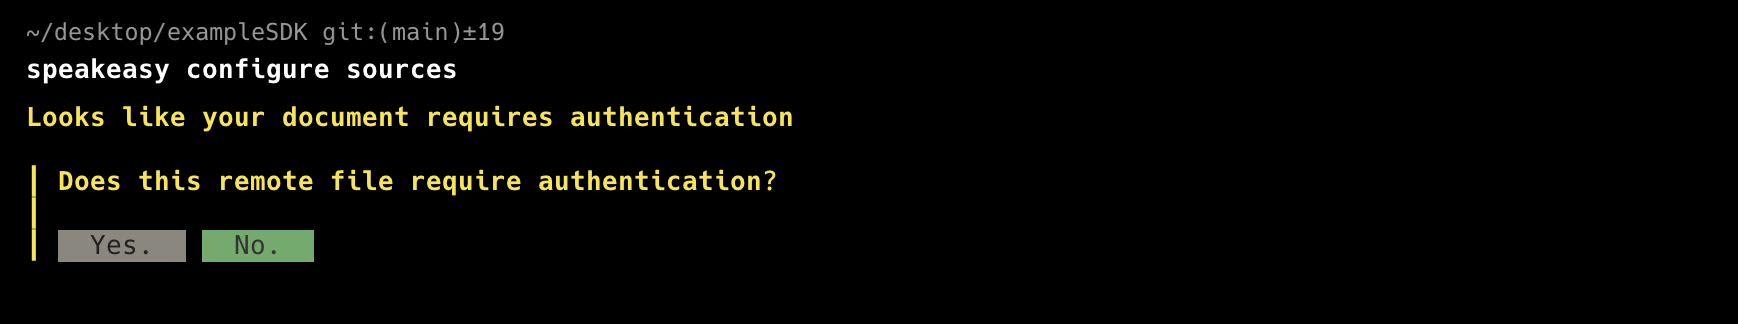 ~/desktop/exampleSDK git:(main)±19
speakeasy configure sources
Looks like your document requires authentication
Does this remote file require authentication?
Yes. No.